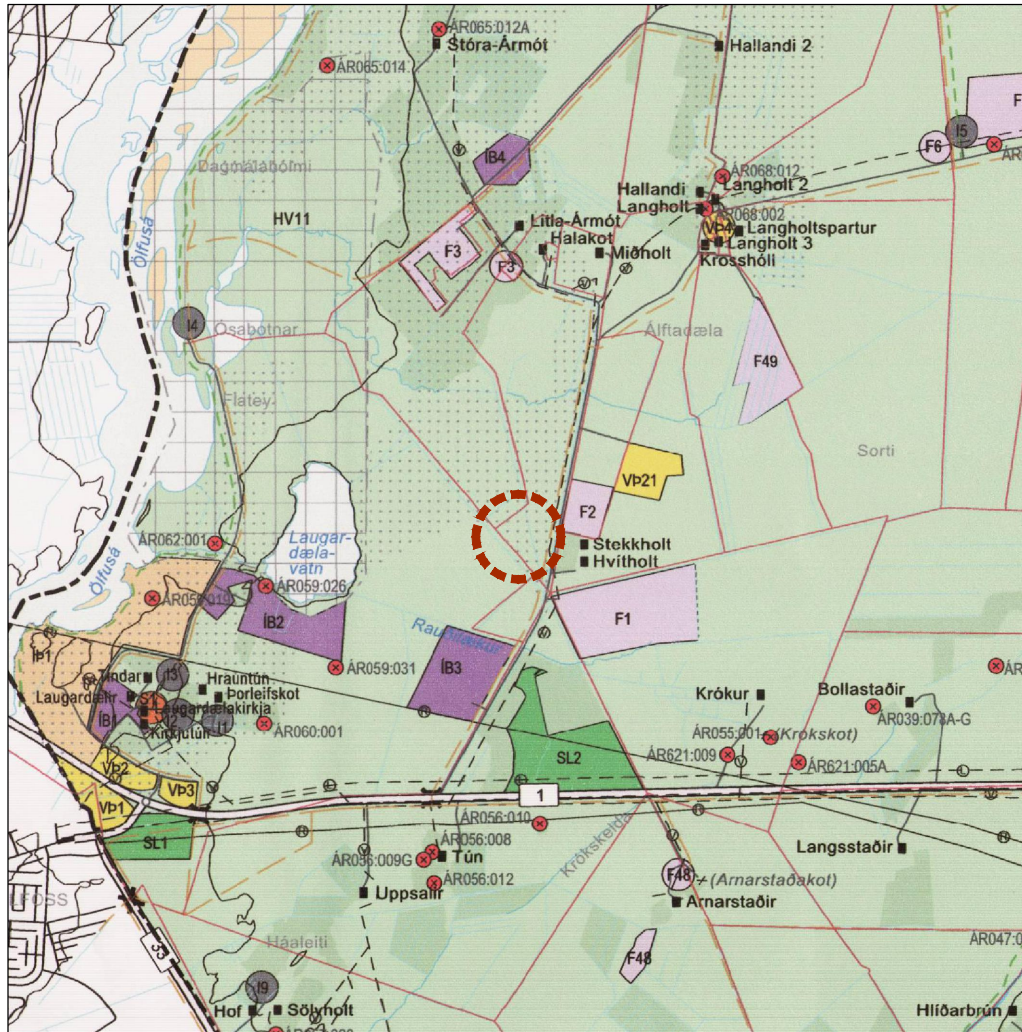 ÁR065:012A
Stóra-Ármót
Hallandi 2
ÁR065:014
F
I5
F6
ÍB4
Dagmálahólmi
ÁR068:012
Hallandi
Langholt 2
Langholt
ÁR068:002
HV11
Litla-Ármót
VÞ4
Langholtspartur
Halakot
Langholt 3
F3
Miðholt
Krosshóll
F3
Ölfusá
I4
Ósabotnar
Álftadæla
F49
Flatey
Sorti
VÞ21
F2
Laugar-
dæla-
vatn
ÁR062:001
Stekkholt
Hvítholt
Ölfusá
ÁR059:026
ÍB2
F1
ÍÞ1
ÍB3
ÁR059:031
Tindar
I3
Hrauntún
Laugardælir
S1
Þorleifskot
Krókur
Bollastaðir
Laugardælakirkja
ÍB1
I2
I1
ÁR060:001
ÁR039:078A-G
Kirkjutún
ÁR055:001
(Krókskot)
ÁR621:009
SL2
ÁR621:005A
VÞ2
VÞ3
1
VÞ1
ÁR056:010
Krókskelda
SL1
ÁR056:008
ÁR056:009G
Tún
Langsstaðir
ÁR056:012
F48
(Arnarstaðakot)
Uppsalir
Arnarstaðir
LFOSS
33
Háaleiti
F48
ÁR047:0
I9
Hof
Sölvholt
Hlíðarbrún